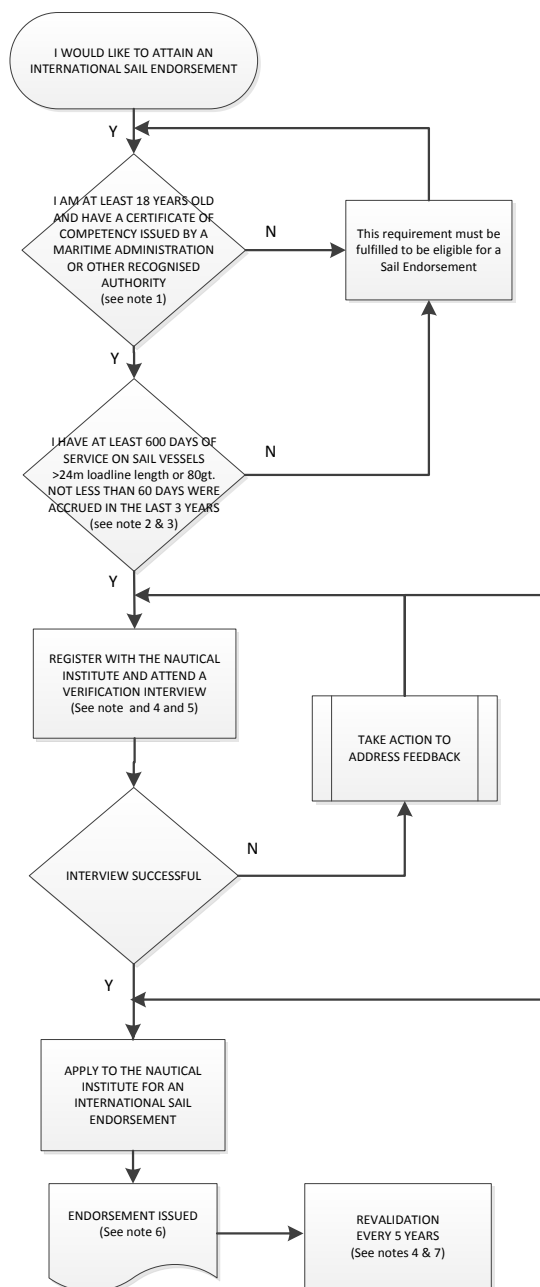 I WOULD LIKE TO ATTAIN AN
INTERNATIONAL SAIL ENDORSEMENT
Y
I AM AT LEAST 18 YEARS OLD
AND HAVE A CERTIFICATE OF
COMPETENCY ISSUED BY A
MARITIME ADMINISTRATION
OR OTHER RECOGNISED
AUTHORITY
(see note 1)
N
This requirement must be
fulfilled to be eligible for a
Sail Endorsement
Y
I HAVE AT LEAST 600 DAYS OF
SERVICE ON SAIL VESSELS
>24m loadline length or 80gt.
NOT LESS THAN 60 DAYS WERE
ACCRUED IN THE LAST 3 YEARS
(see note 2 & 3)
N
Y
REGISTER WITH THE NAUTICAL
INSTITUTE AND ATTEND A
VERIFICATION INTERVIEW
(See note and 4 and 5)
TAKE ACTION TO
ADDRESS FEEDBACK
INTERVIEW SUCCESSFUL
N
Y
APPLY TO THE NAUTICAL
INSTITUTE FOR AN
INTERNATIONAL SAIL
ENDORSEMENT
ENDORSEMENT ISSUED
(See note 6)
REVALIDATION
EVERY 5 YEARS
(See notes 4 & 7)